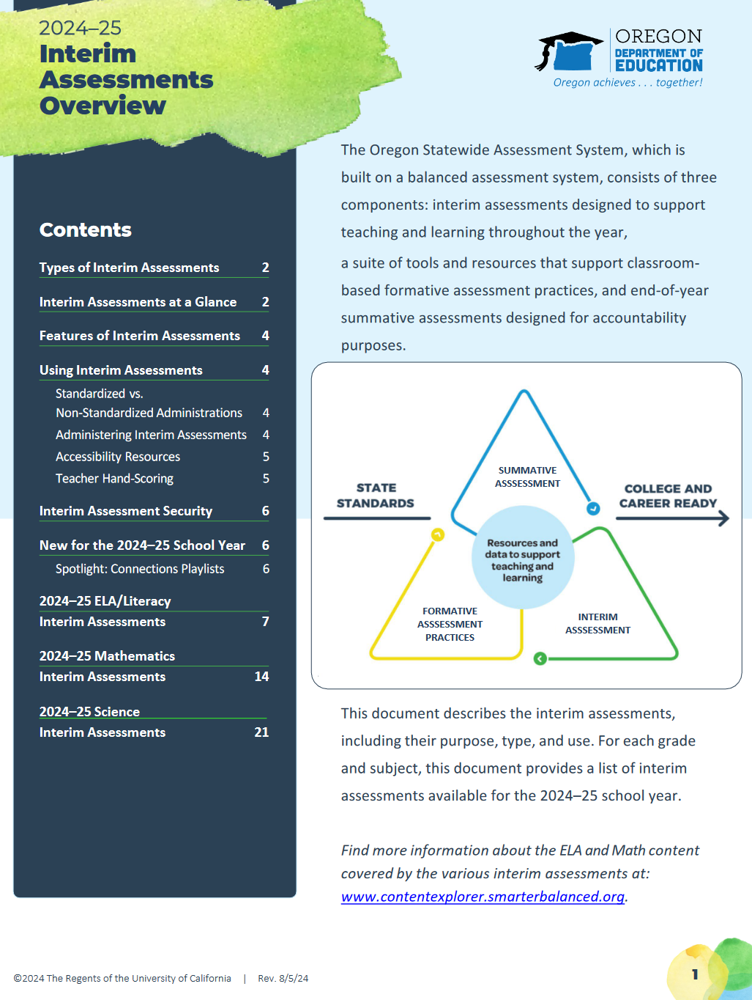 2024–25
Interim
Assessments
Overview
OREGON
DEPARTMENT OF
EDUCATION
Oregon achieves . . . together!
Contents
Types of Interim Assessments 2
Interim Assessments at a Glance 2
Features of Interim Assessments 4
Using Interim Assessments 4
Standardized vs.
Non-Standardized Administrations 4
Administering Interim Assessments 4
Accessibility Resources 5
Teacher Hand-Scoring 5
Interim Assessment Security 6
New for the 2024–25 School Year 6
Spotlight: Connections Playlists 6
2024–25 ELA/Literacy
Interim Assessments 7
2024–25 Mathematics
Interim Assessments 14
2024–25 Science
Interim Assessments 21
The Oregon Statewide Assessment System, which is
built on a balanced assessment system, consists of three
components: interim assessments designed to support
teaching and learning throughout the year,
a suite of tools and resources that support classroom-
based formative assessment practices, and end-of-year
summative assessments designed for accountability
purposes.
SUMMATIVE
ASSSESSMENT
STATE
STANDARDS
COLLEGE AND
CAREER READY
Resources and
data to support
teaching and
learning
FORMATIVE
ASSSESSMENT
PRACTICES
INTERIM
ASSSESSMENT
This document describes the interim assessments,
including their purpose, type, and use. For each grade
and subject, this document provides a list of interim
assessments available for the 2024–25 school year.
Find more information about the ELA and Math content
covered by the various interim assessments at:
www.contentexplorer.smarterbalanced.org.
©2024 The Regents of the University of California | Rev. 8/5/24
1